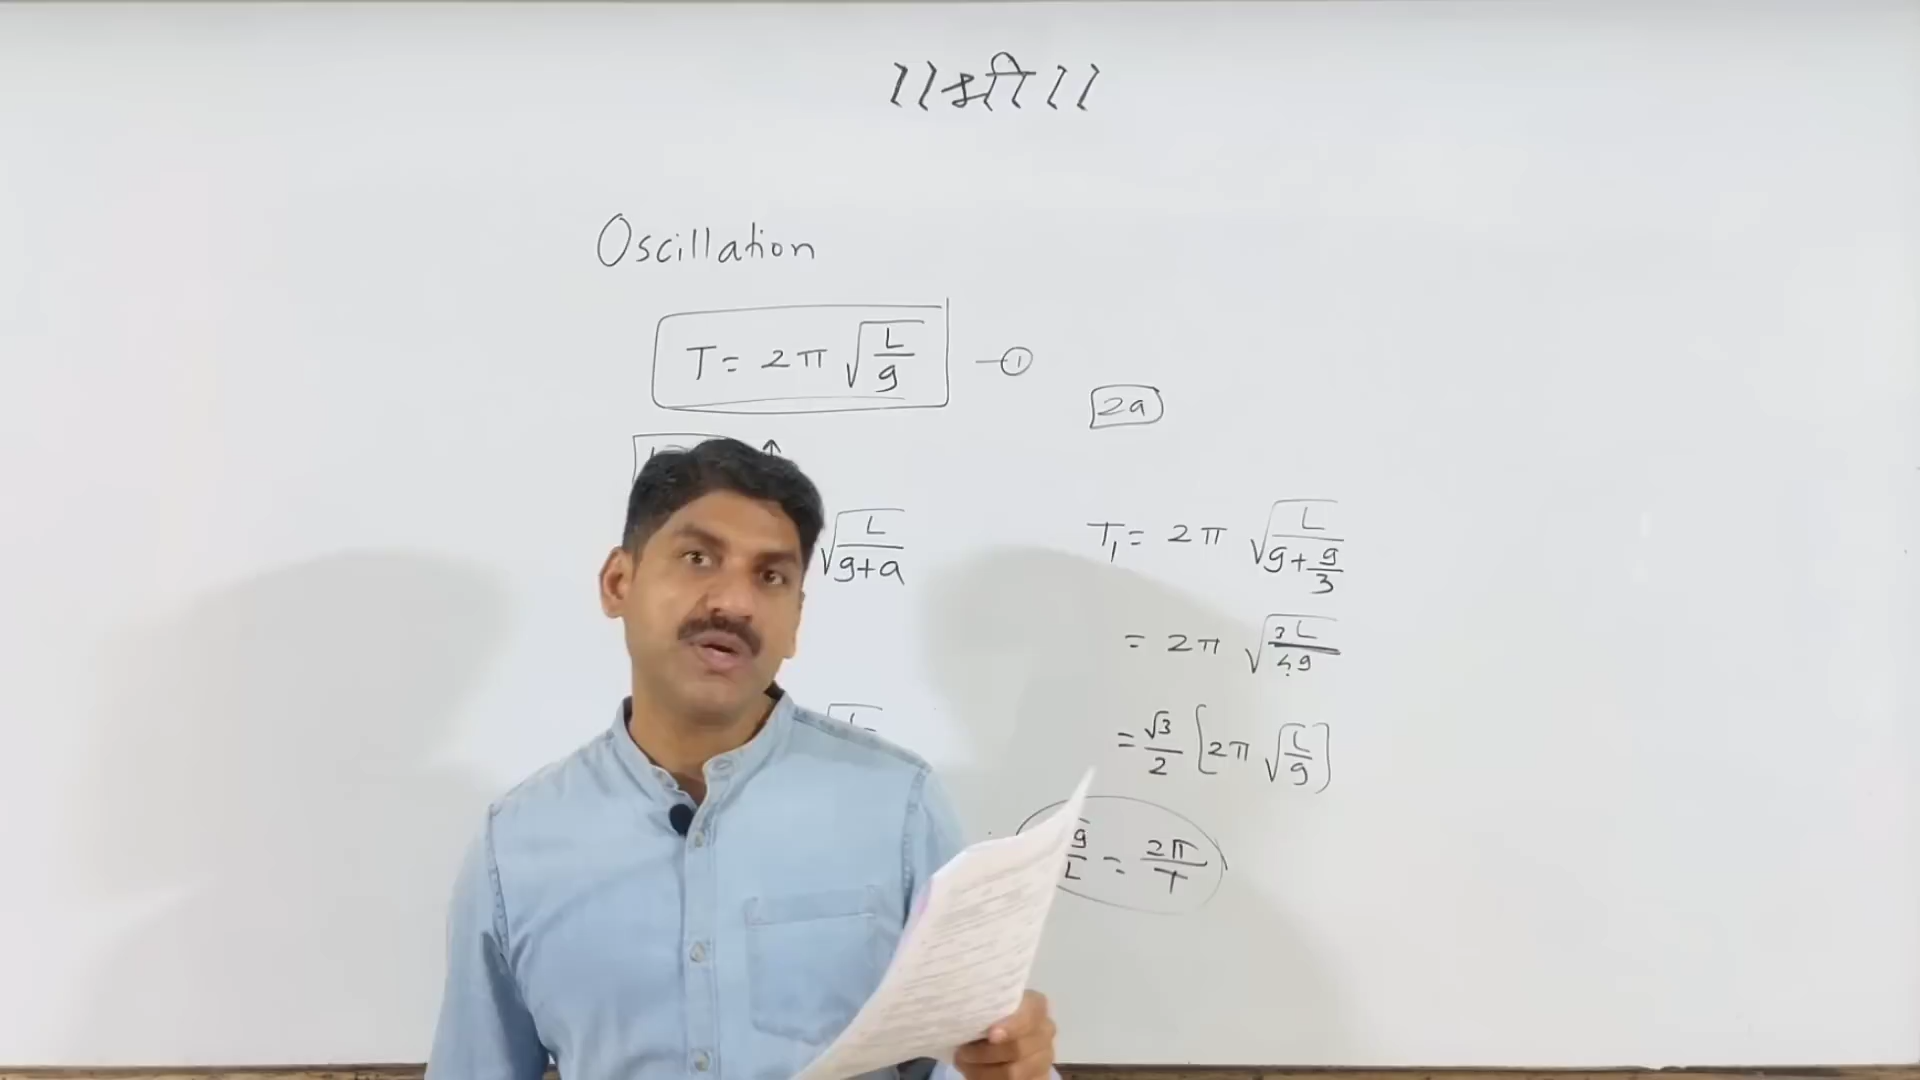 ।।श्री।।
Oscillation
T = 2π √(L/g) —①
2a
√(L/(g+a))
T₁ = 2π √(L/(g+g/3))
= 2π √(3L/4g)
= √3/2 [2π √(L/g)]
g/L = 2π/T